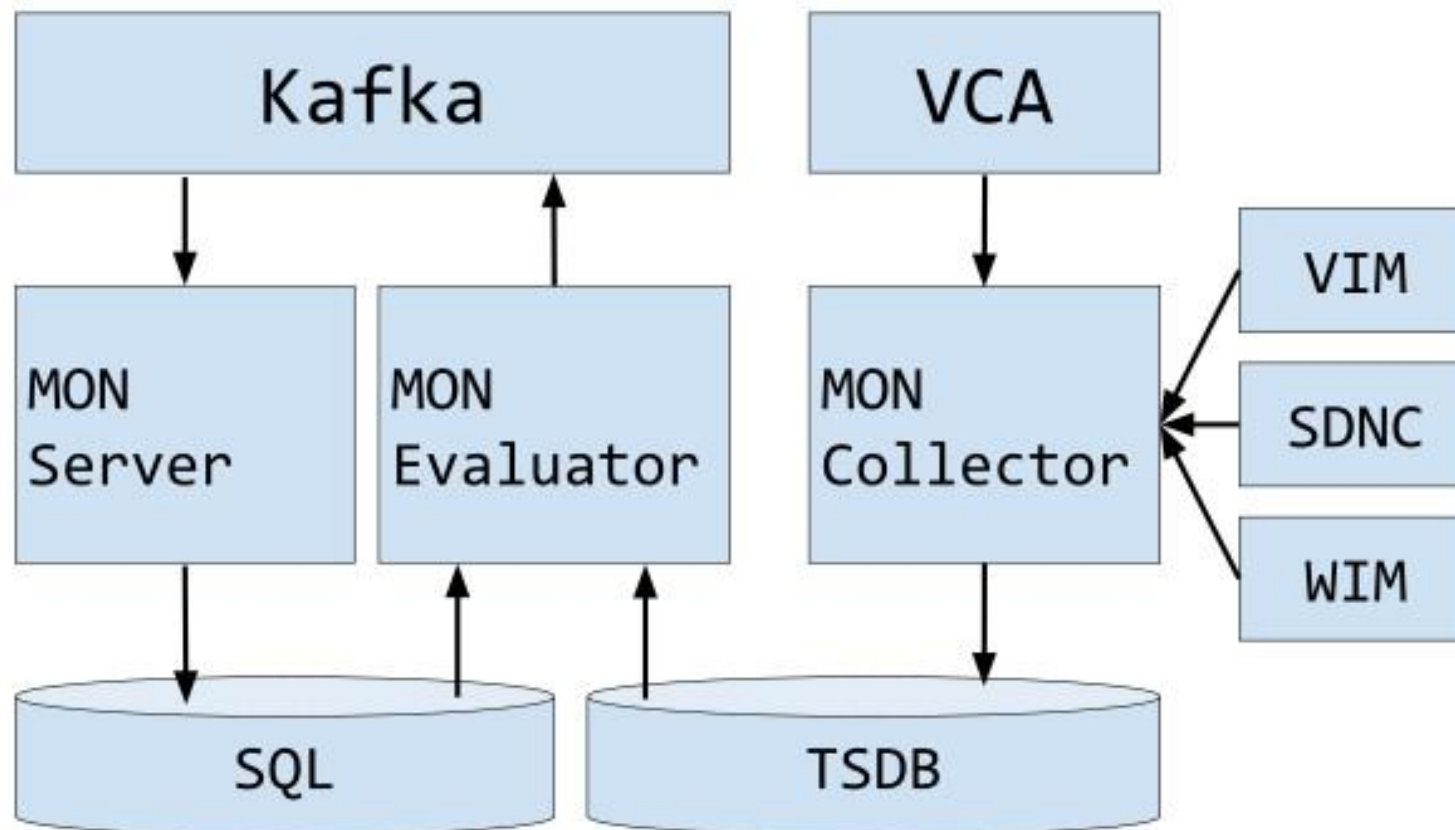 Kafka
VCA
MON
Server
MON
Evaluator
MON
Collector
VIM
SDNC
WIM
SQL
TSDB